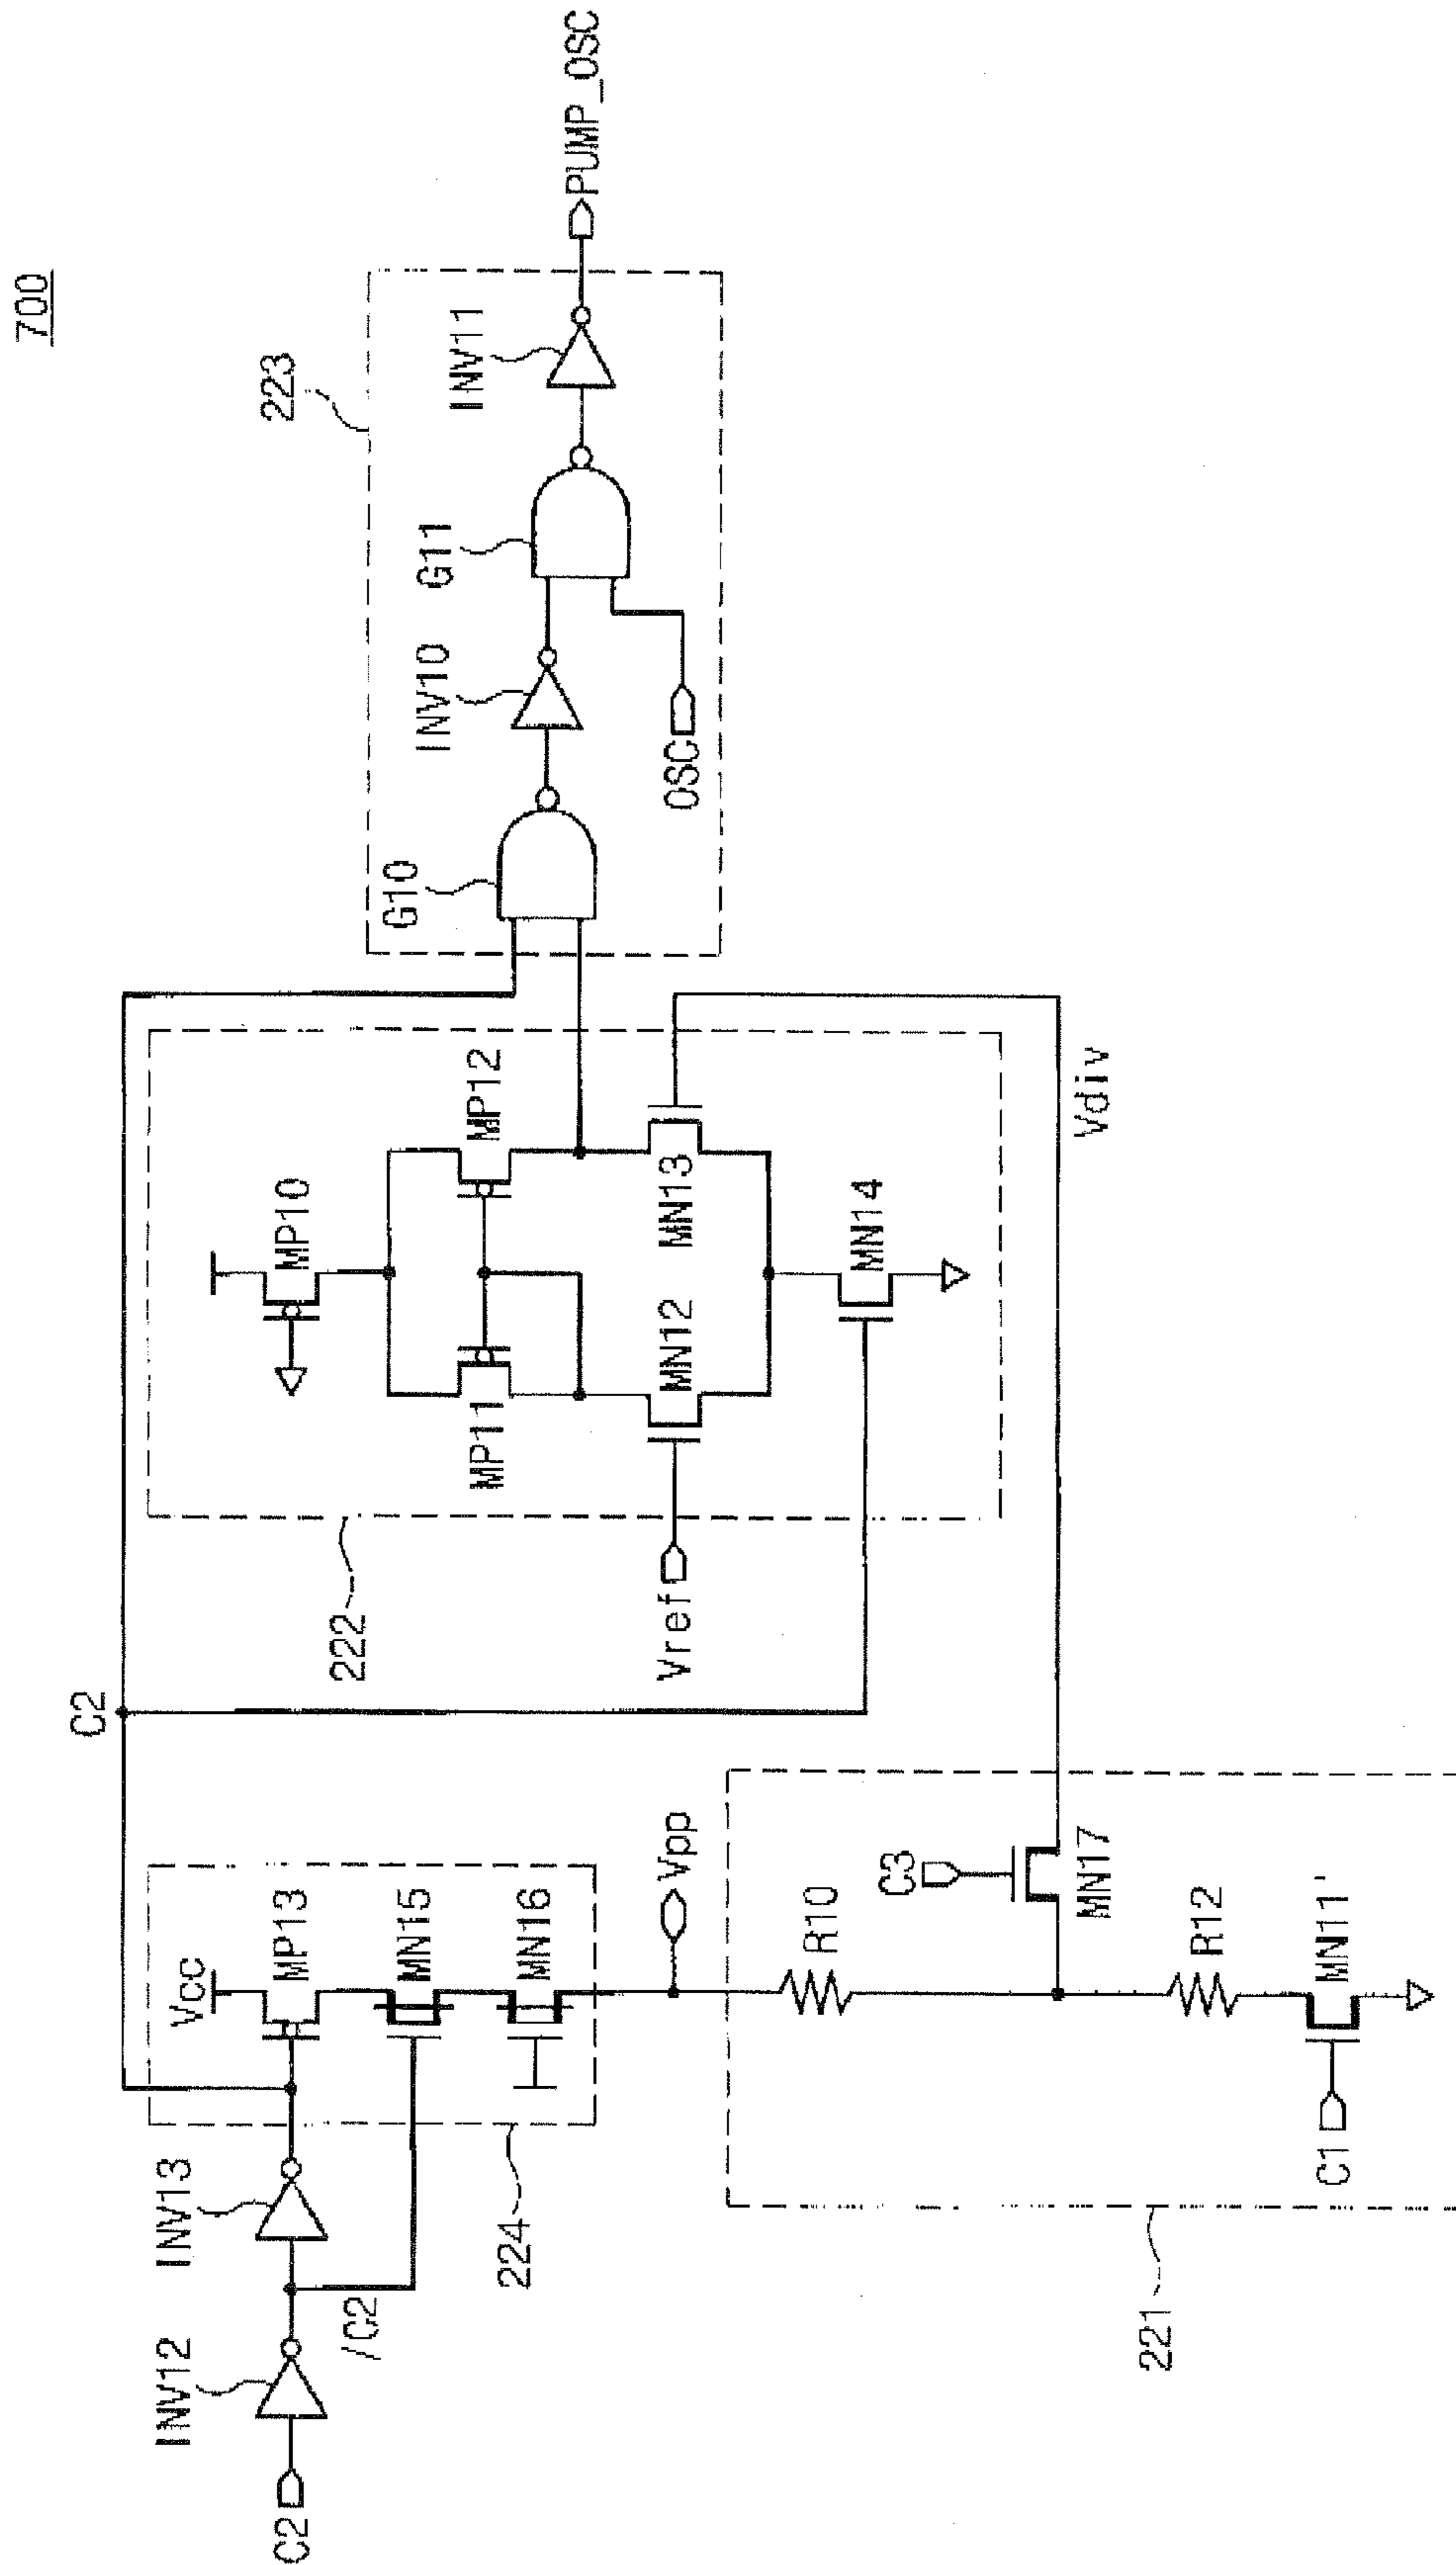 700
223
INV11
PUMP_OSC
G11
INV10
OSC
G10
222
MP10
MP11
MP12
MN12
MN13
MN14
Vref
Vdiv
C2
INV12
INV13
C2
/C2
Vcc
MP13
MN15
MN16
224
Vpp
221
R10
C3
MN17
R12
C1
MN11'